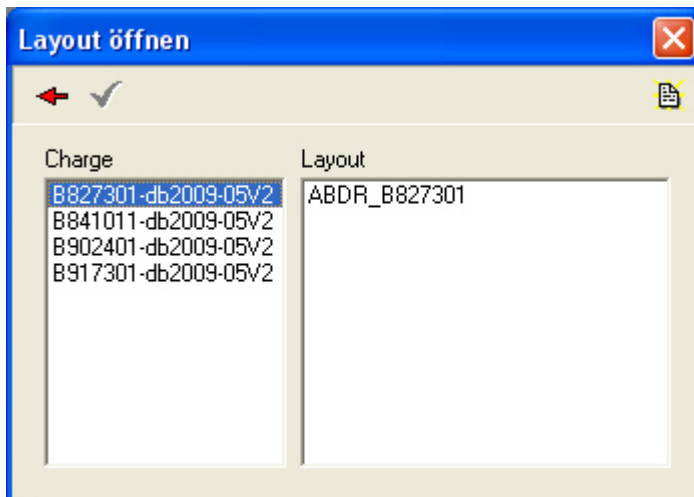 Layout öffnen
Charge
Layout
B827301-db2009-05V2
ABDR_B827301
B841011-db2009-05V2
B902401-db2009-05V2
B917301-db2009-05V2